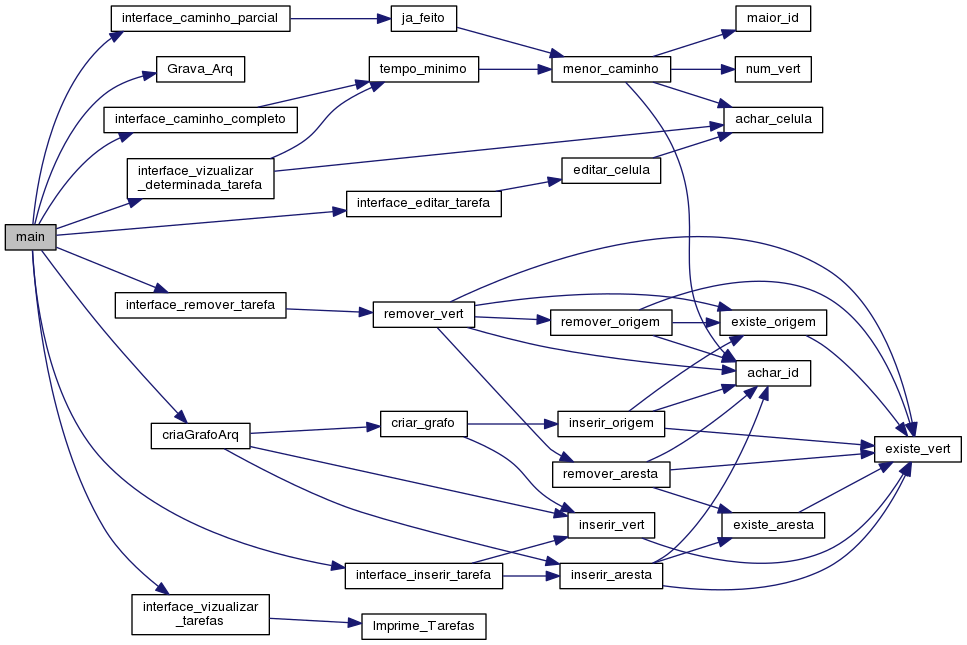 interface_caminho_parcial
ja_feito
maior_id
Grava_Arq
tempo_minimo
menor_caminho
num_vert
interface_caminho_completo
achar_celula
interface_vizualizar
_determinada_tarefa
editar_celula
interface_editar_tarefa
main
interface_remover_tarefa
remover_vert
remover_origem
existe_origem
achar_id
criaGrafoArq
criar_grafo
inserir_origem
existe_vert
remover_aresta
inserir_vert
existe_aresta
interface_inserir_tarefa
inserir_aresta
interface_vizualizar
_tarefas
Imprime_Tarefas